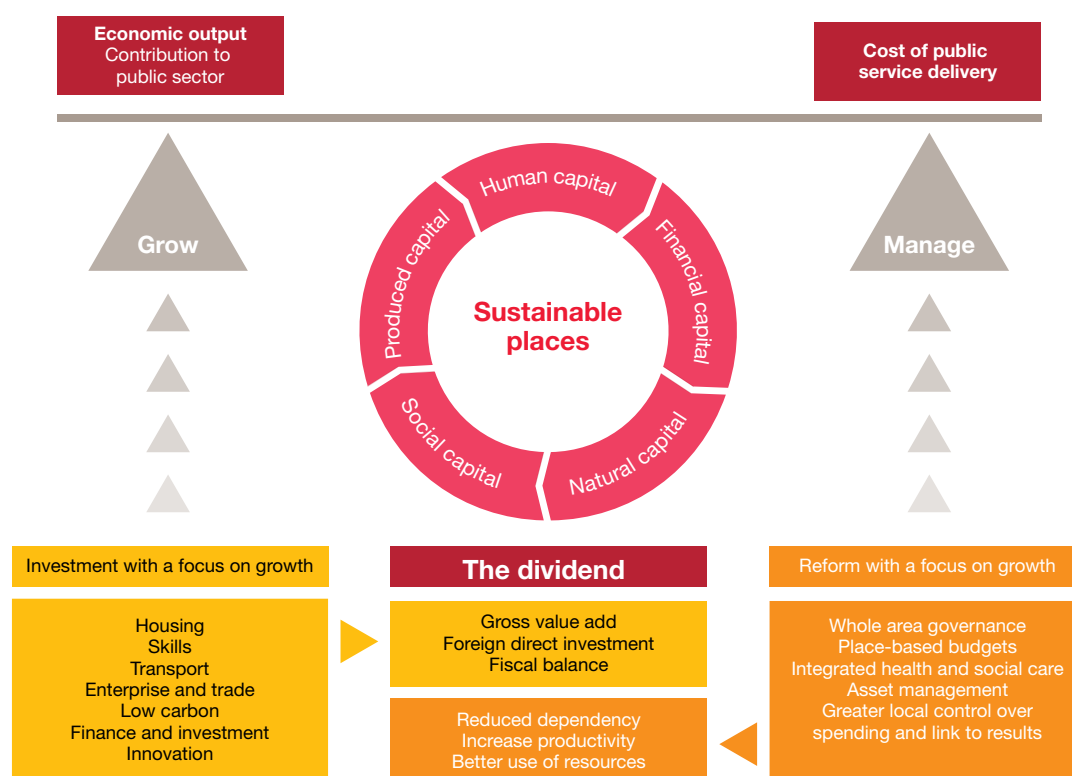 Economic output
Contribution to
public sector
Cost of public
service delivery
Grow
Manage
Human capital
Financial capital
Natural capital
Social capital
Produced capital
Sustainable
places
Investment with a focus on growth
Housing
Skills
Transport
Enterprise and trade
Low carbon
Finance and investment
Innovation
The dividend
Gross value add
Foreign direct investment
Fiscal balance
Reduced dependency
Increase productivity
Better use of resources
Reform with a focus on growth
Whole area governance
Place-based budgets
Integrated health and social care
Asset management
Greater local control over
spending and link to results